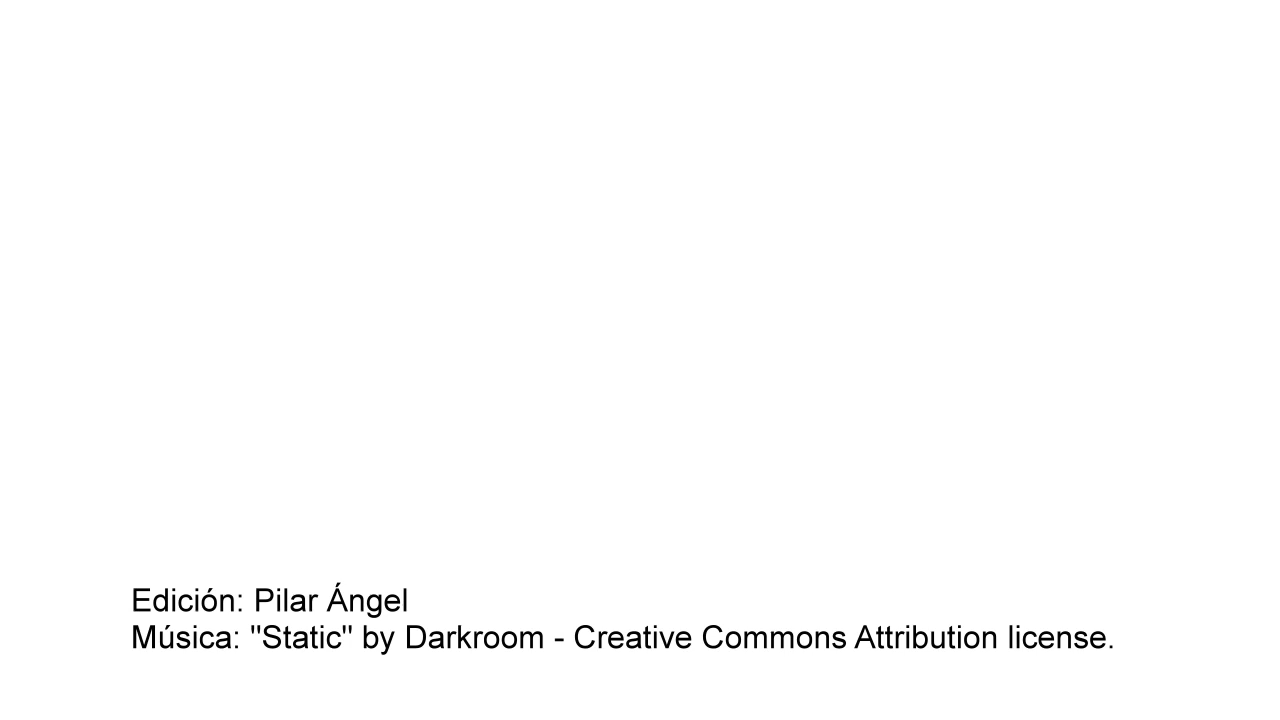 Edición: Pilar Ángel
Música: "Static" by Darkroom - Creative Commons Attribution license.